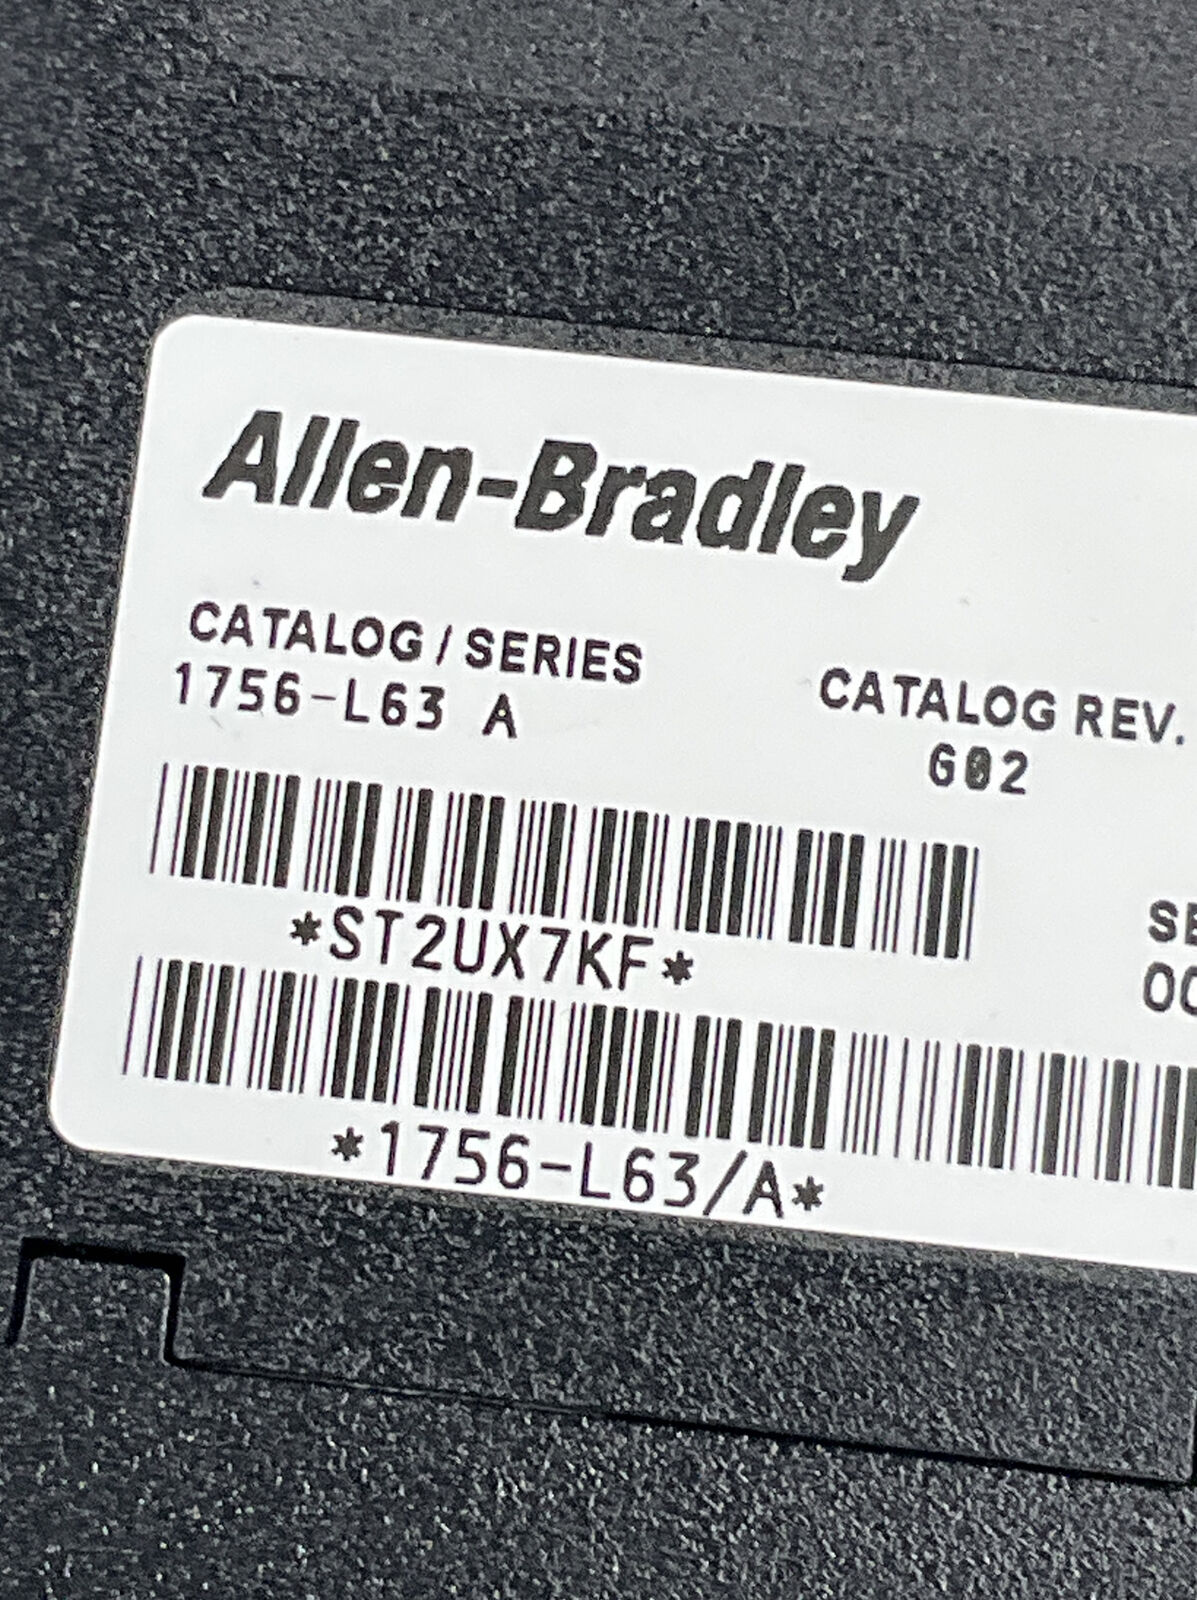 Allen-Bradley
CATALOG / SERIES
1756-L63 A
CATALOG REV.
G02
*ST2UX7KF*
*1756-L63/A*